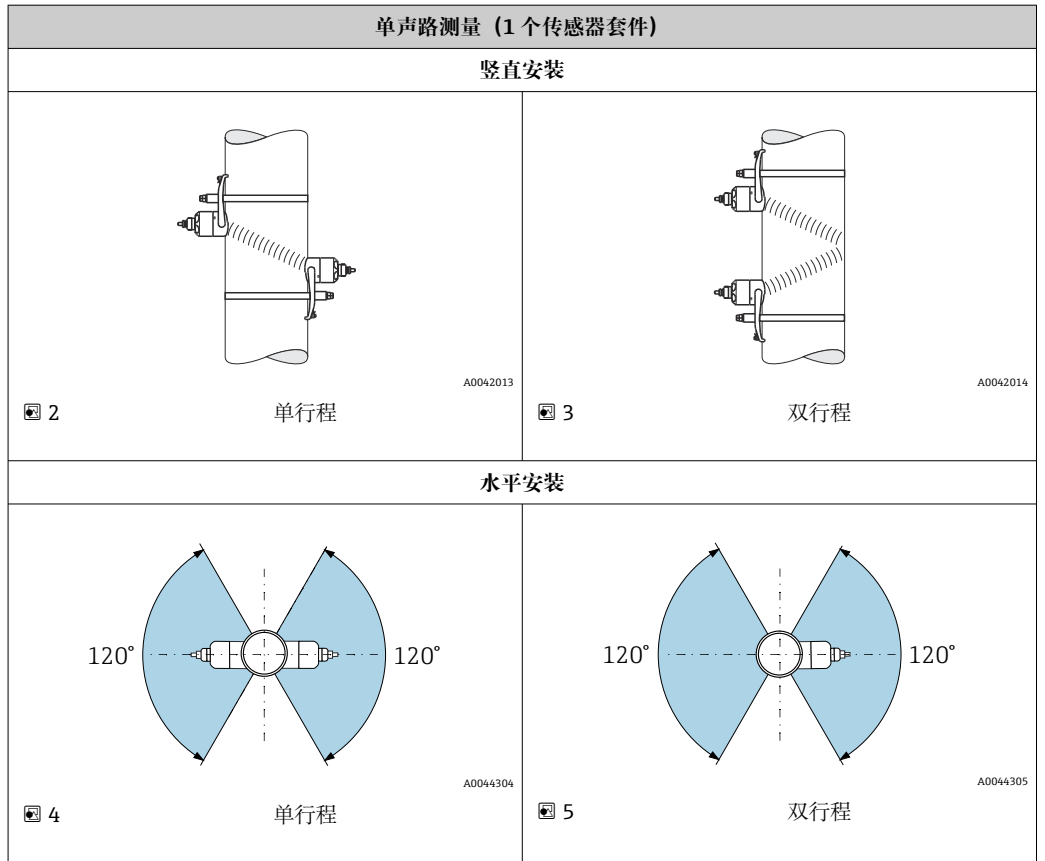 单声路测量 (1 个传感器套件)
竖直安装
A0042013
2 单行程
A0042014
3 双行程
水平安装
120° 120°
A0044304
4 单行程
120° 120°
A0044305
5 双行程